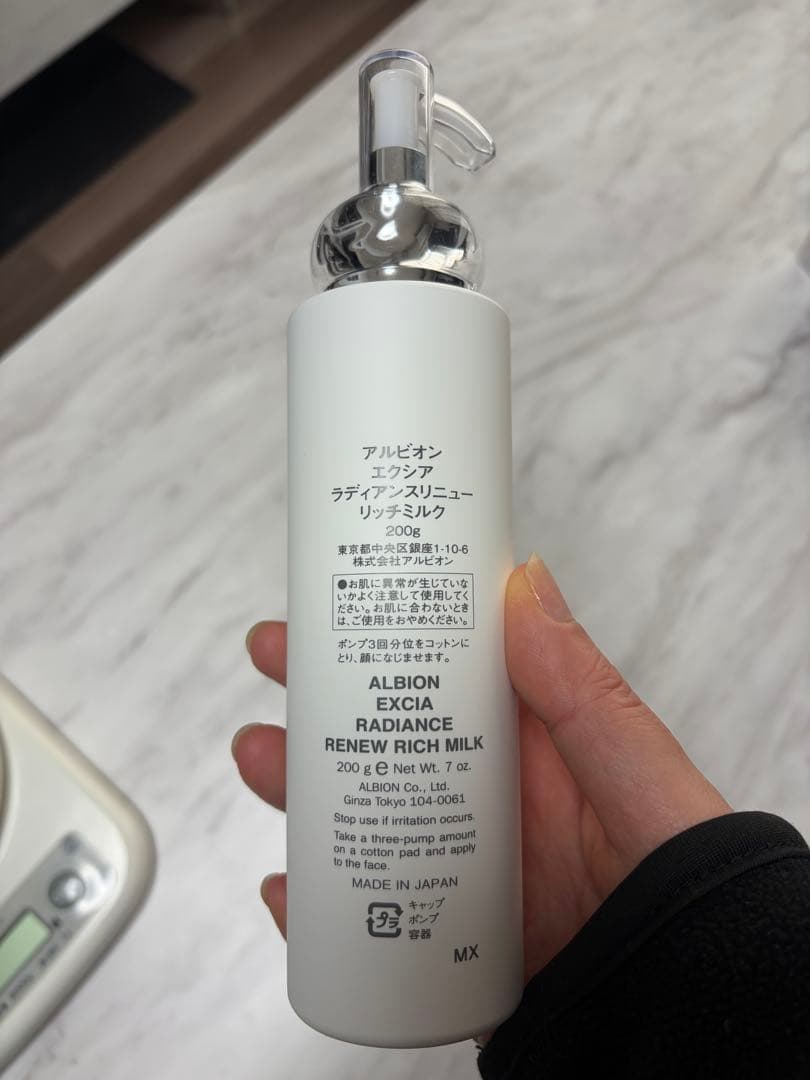 アルビオン
エクシア
ラディアンスリニュー
リッチミルク
200g
東京都中央区銀座1-10-6
株式会社アルビオン
●お肌に異常が生じていな
いかよく注意して使用してく
ださい。お肌に合わないとき
は、ご使用をおやめください。
ポンプ3回分位をコットンに
とり、顔になじませます。
ALBION
EXCIA
RADIANCE
RENEW RICH MILK
200 g e Net Wt. 7 oz.
ALBION Co., Ltd.
Ginza Tokyo 104-0061
Stop use if irritation occurs.
Take a three-pump amount
on a cotton pad and apply
to the face.
MADE IN JAPAN
プラ
キャップ
ポンプ
容器
MX